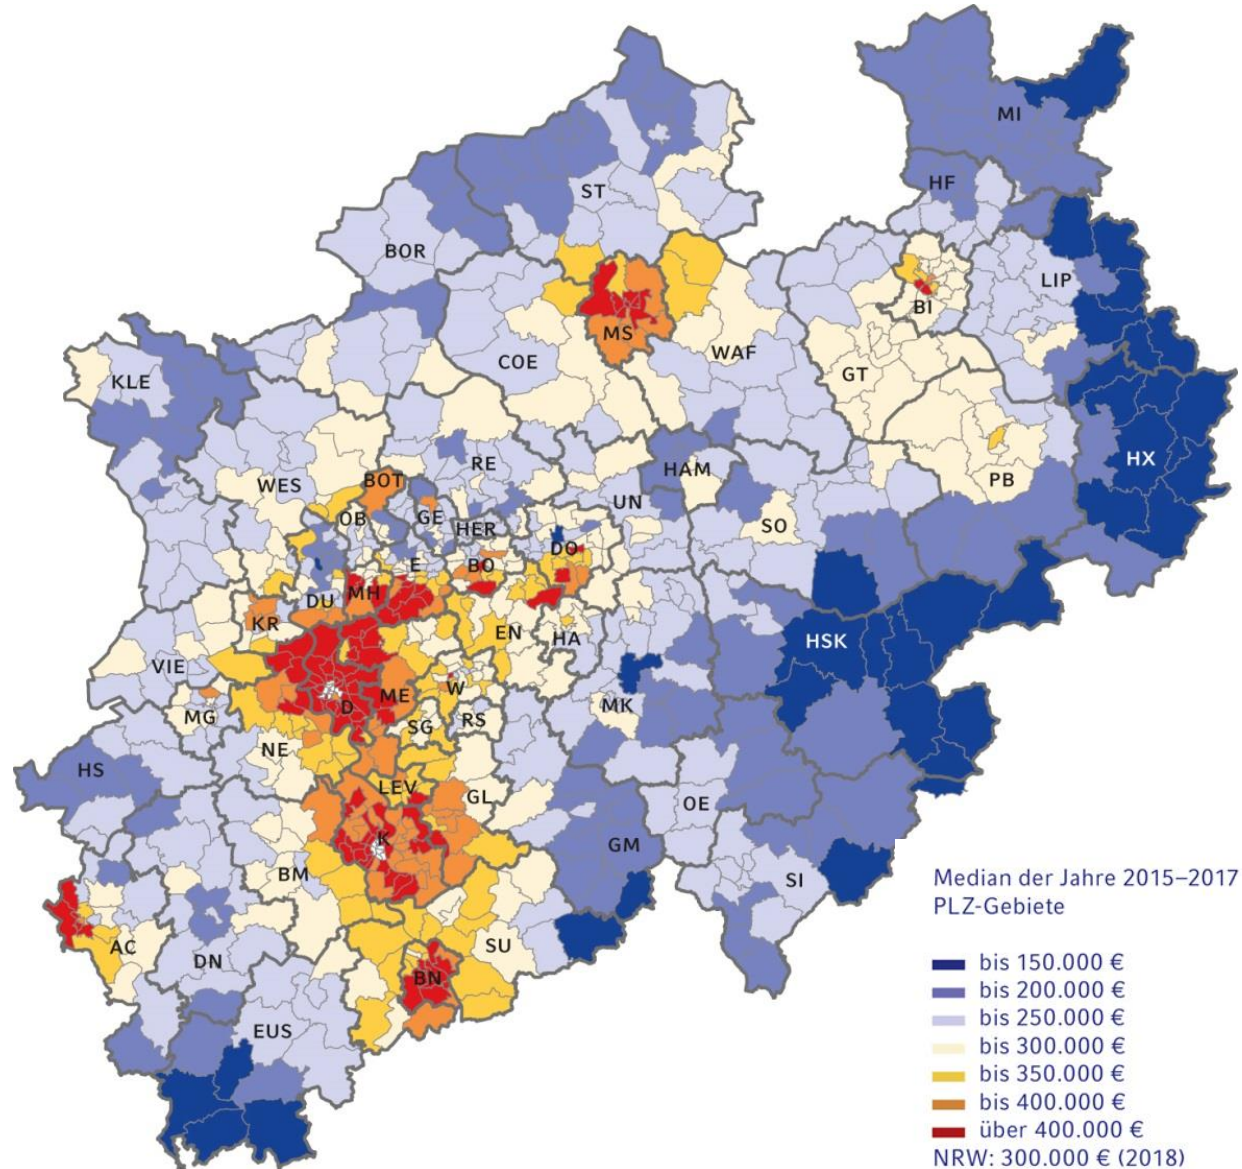 MI
HF
ST
BOR
LIP
BI
MS
WAF
COE
GT
KLE
RE
HAM
HX
BOT
WES
PB
UN
GE
OB
HER
SO
DO
E
BO
MH
DU
KR
EN
HA
HSK
VIE
W
ME
D
MK
MG
RS
SG
NE
HS
LEV
GL
OE
K
GM
BM
SI
SU
AC
DN
BN
EUS
Median der Jahre 2015–2017
PLZ-Gebiete
bis 150.000 €
bis 200.000 €
bis 250.000 €
bis 300.000 €
bis 350.000 €
bis 400.000 €
über 400.000 €
NRW: 300.000 € (2018)